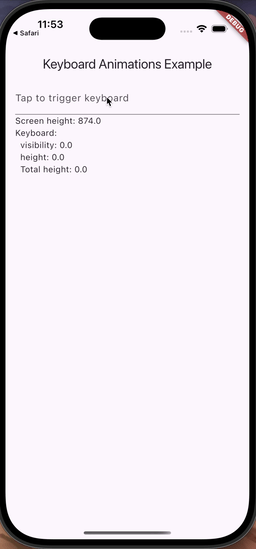 11:53
◀ Safari
DEBUG
Keyboard Animations Example
Tap to trigger keyboard
Screen height: 874.0
Keyboard:
visibility: 0.0
height: 0.0
Total height: 0.0